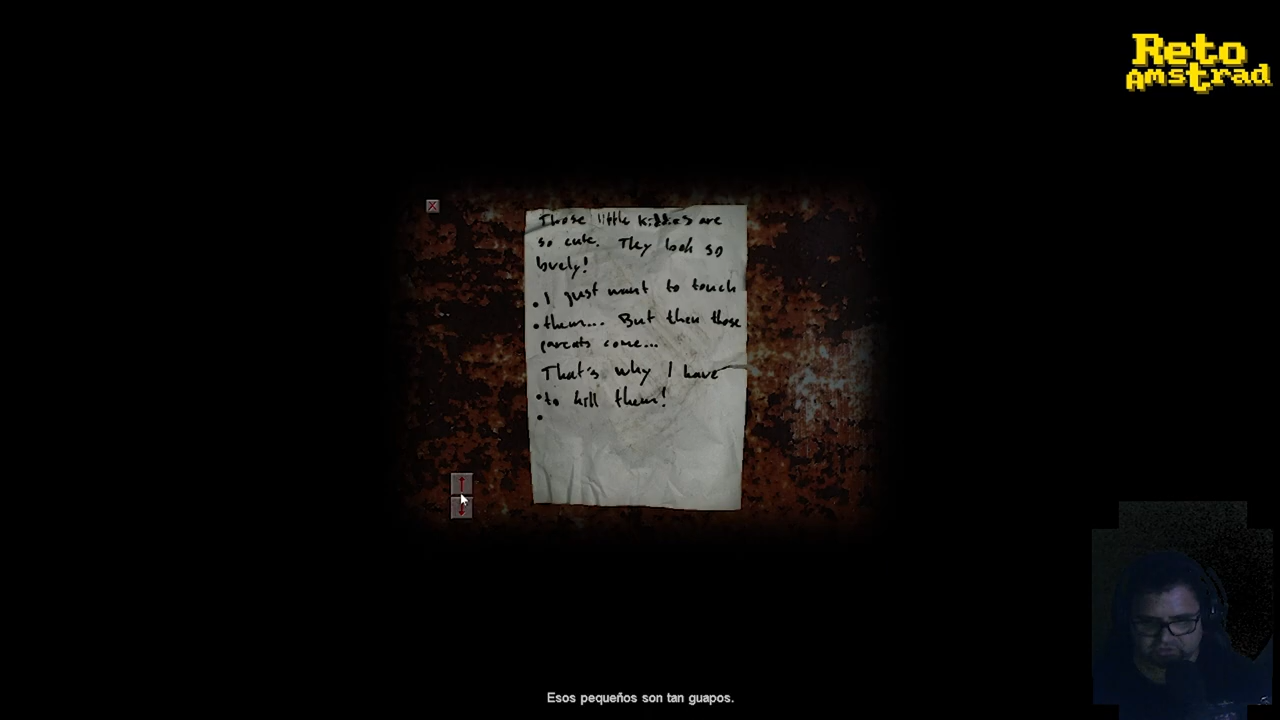 Reto
Amstrad
Those little kiddies are
so cute. They look so
lovely!
I just want to touch
them... But then those
parents come...
That's why I have
to kill them!
Esos pequeños son tan guapos.